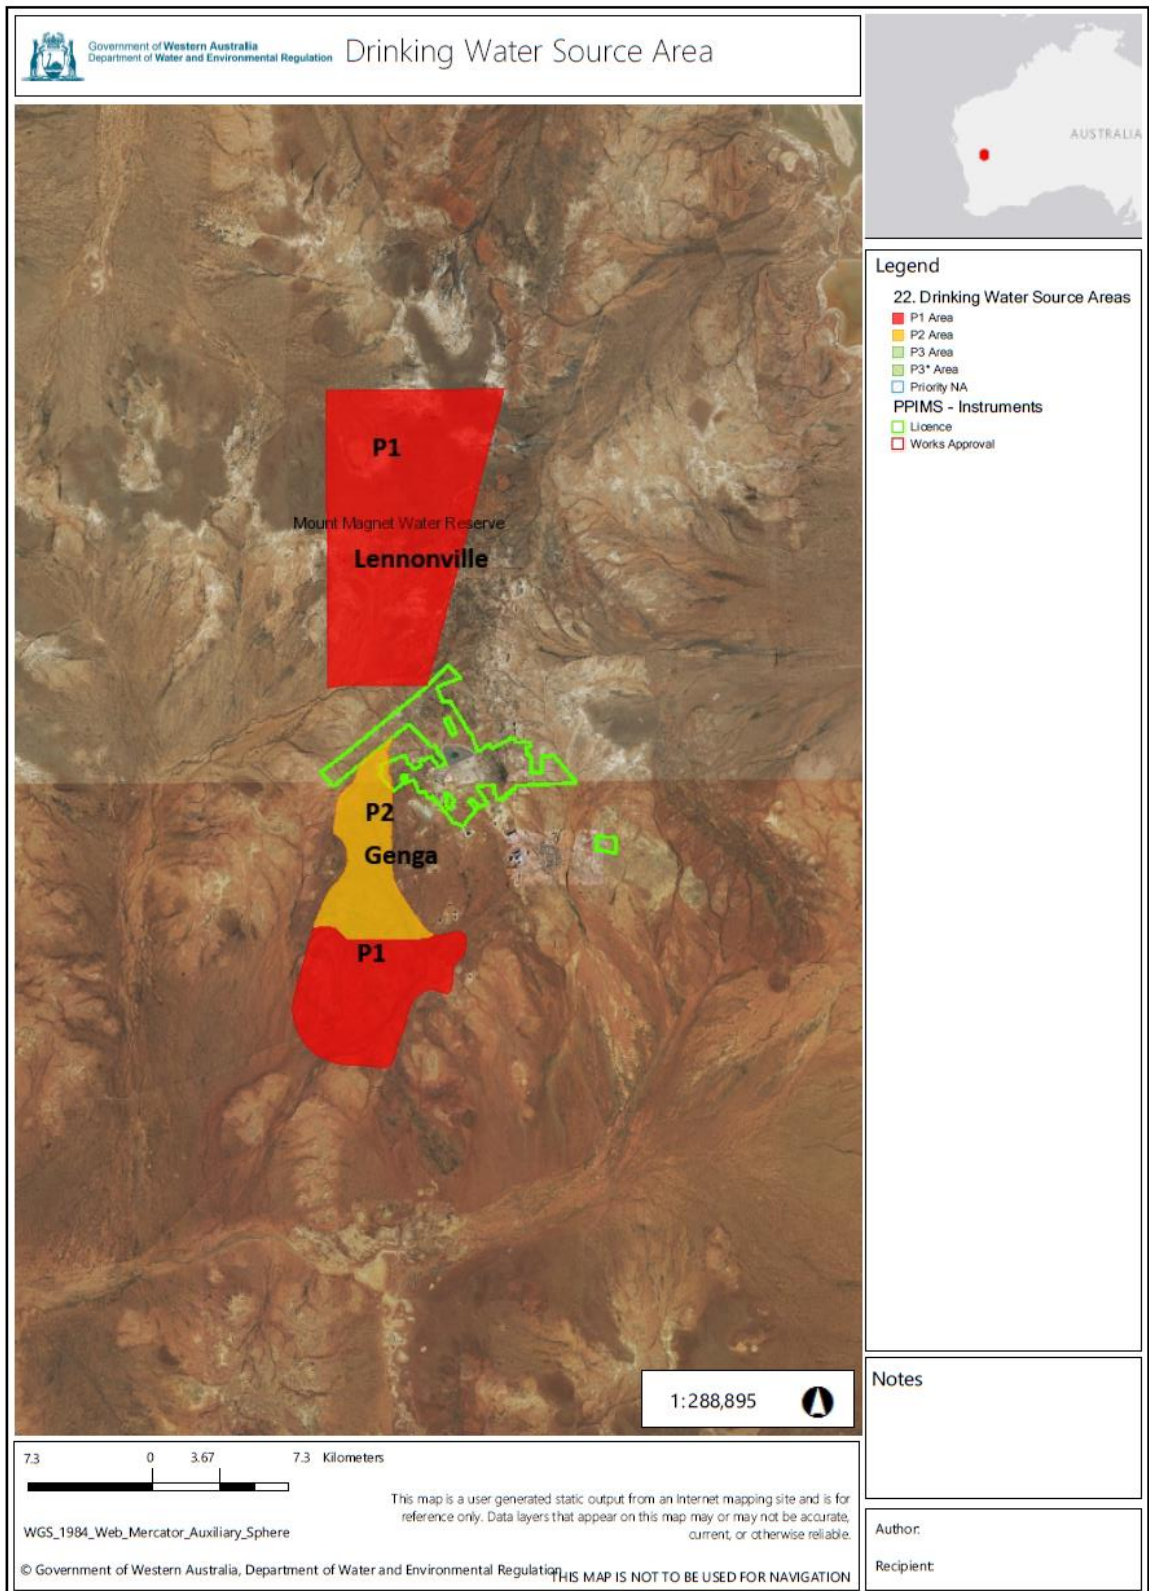 Government of Western Australia
Department of Water and Environmental Regulation
Drinking Water Source Area
AUSTRALIA
Legend
22. Drinking Water Source Areas
P1 Area
P2 Area
P3 Area
P3* Area
Priority NA
PPIMS - Instruments
Licence
Works Approval
P1
Mount Magnet Water Reserve
Lennonville
P2
Genga
P1
1:288,895
Notes
7.3 0 3.67 7.3 Kilometers
This map is a user generated static output from an Internet mapping site and is for
reference only. Data layers that appear on this map may or may not be accurate,
current, or otherwise reliable.
WGS_1984_Web_Mercator_Auxiliary_Sphere
© Government of Western Australia, Department of Water and Environmental Regulation
THIS MAP IS NOT TO BE USED FOR NAVIGATION
Author:
Recipient: